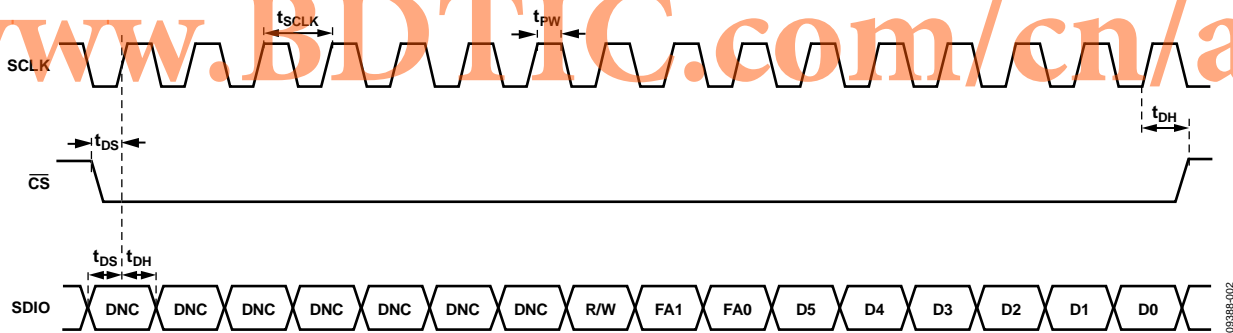 www.BDTIC.com/cn/a
tSCLK
tPW
SCLK
tDS
tDH
CS
tDS tDH
SDIO DNC DNC DNC DNC DNC DNC DNC R/W FA1 FA0 D5 D4 D3 D2 D1 D0
09388-002